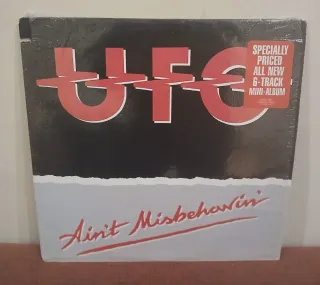 UFO
SPECIALLY
PRICED
ALL NEW
6-TRACK
MINI-ALBUM
Ain't Misbehavin'